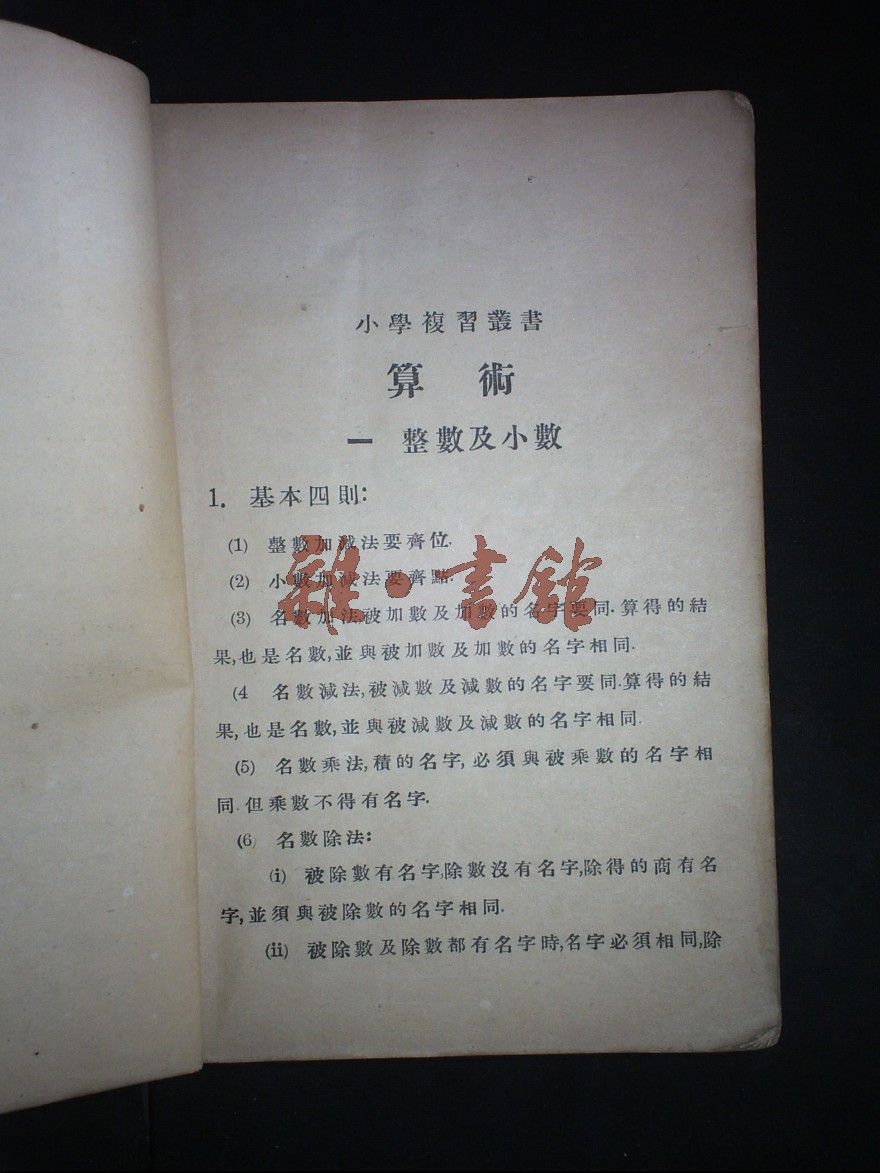 小學複習叢書
算術
一 整數及小數
1. 基本四則:
(1) 整數加減法要齊位.
(2) 小數加減法要齊點.
(3) 名數加法被加數及加數的名字要同.算得的結
果,也是名數,並與被加數及加數的名字相同.
(4 名數減法,被減數及減數的名字要同.算得的結
果,也是名數,並與被減數及減數的名字相同.
(5) 名數乘法,積的名字,必須與被乘數的名字相
同.但乘數不得有名字.
(6) 名數除法:
(i) 被除數有名字,除數沒有名字,除得的商有名
字,並須與被除數的名字相同.
(ii) 被除數及除數都有名字時,名字必須相同,除
雜·書館